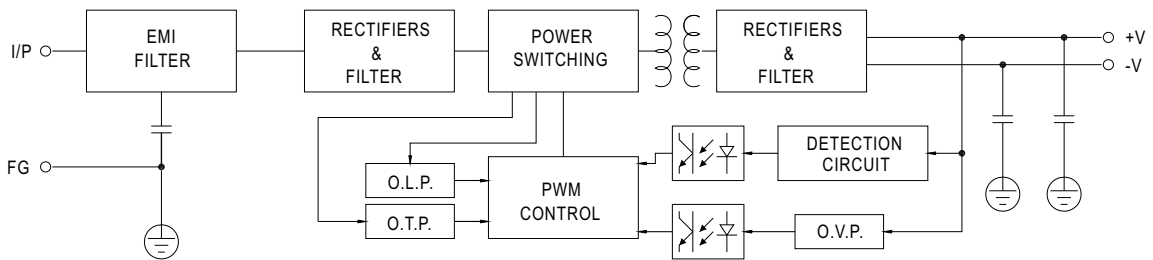 I/P
EMI
FILTER
RECTIFIERS
&
FILTER
POWER
SWITCHING
RECTIFIERS
&
FILTER
+V
-V
FG
O.L.P.
O.T.P.
PWM
CONTROL
DETECTION
CIRCUIT
O.V.P.